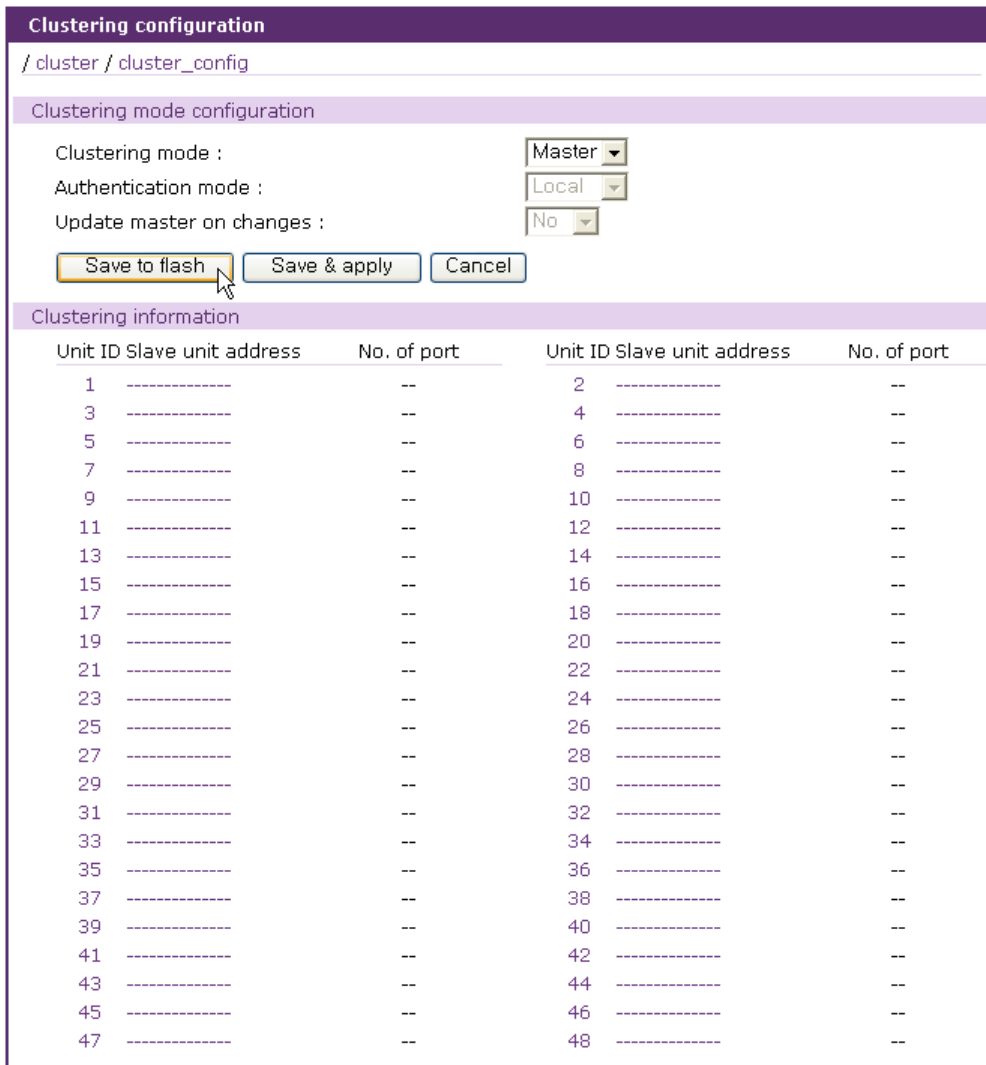 Clustering configuration
/ cluster / cluster_config
Clustering mode configuration
Clustering mode : Master
Authentication mode : Local
Update master on changes : No
Save to flash Save & apply Cancel
Clustering information
Unit ID Slave unit address No. of port Unit ID Slave unit address No. of port
1 -------------- -- 2 -------------- --
3 -------------- -- 4 -------------- --
5 -------------- -- 6 -------------- --
7 -------------- -- 8 -------------- --
9 -------------- -- 10 -------------- --
11 -------------- -- 12 -------------- --
13 -------------- -- 14 -------------- --
15 -------------- -- 16 -------------- --
17 -------------- -- 18 -------------- --
19 -------------- -- 20 -------------- --
21 -------------- -- 22 -------------- --
23 -------------- -- 24 -------------- --
25 -------------- -- 26 -------------- --
27 -------------- -- 28 -------------- --
29 -------------- -- 30 -------------- --
31 -------------- -- 32 -------------- --
33 -------------- -- 34 -------------- --
35 -------------- -- 36 -------------- --
37 -------------- -- 38 -------------- --
39 -------------- -- 40 -------------- --
41 -------------- -- 42 -------------- --
43 -------------- -- 44 -------------- --
45 -------------- -- 46 -------------- --
47 -------------- -- 48 -------------- --